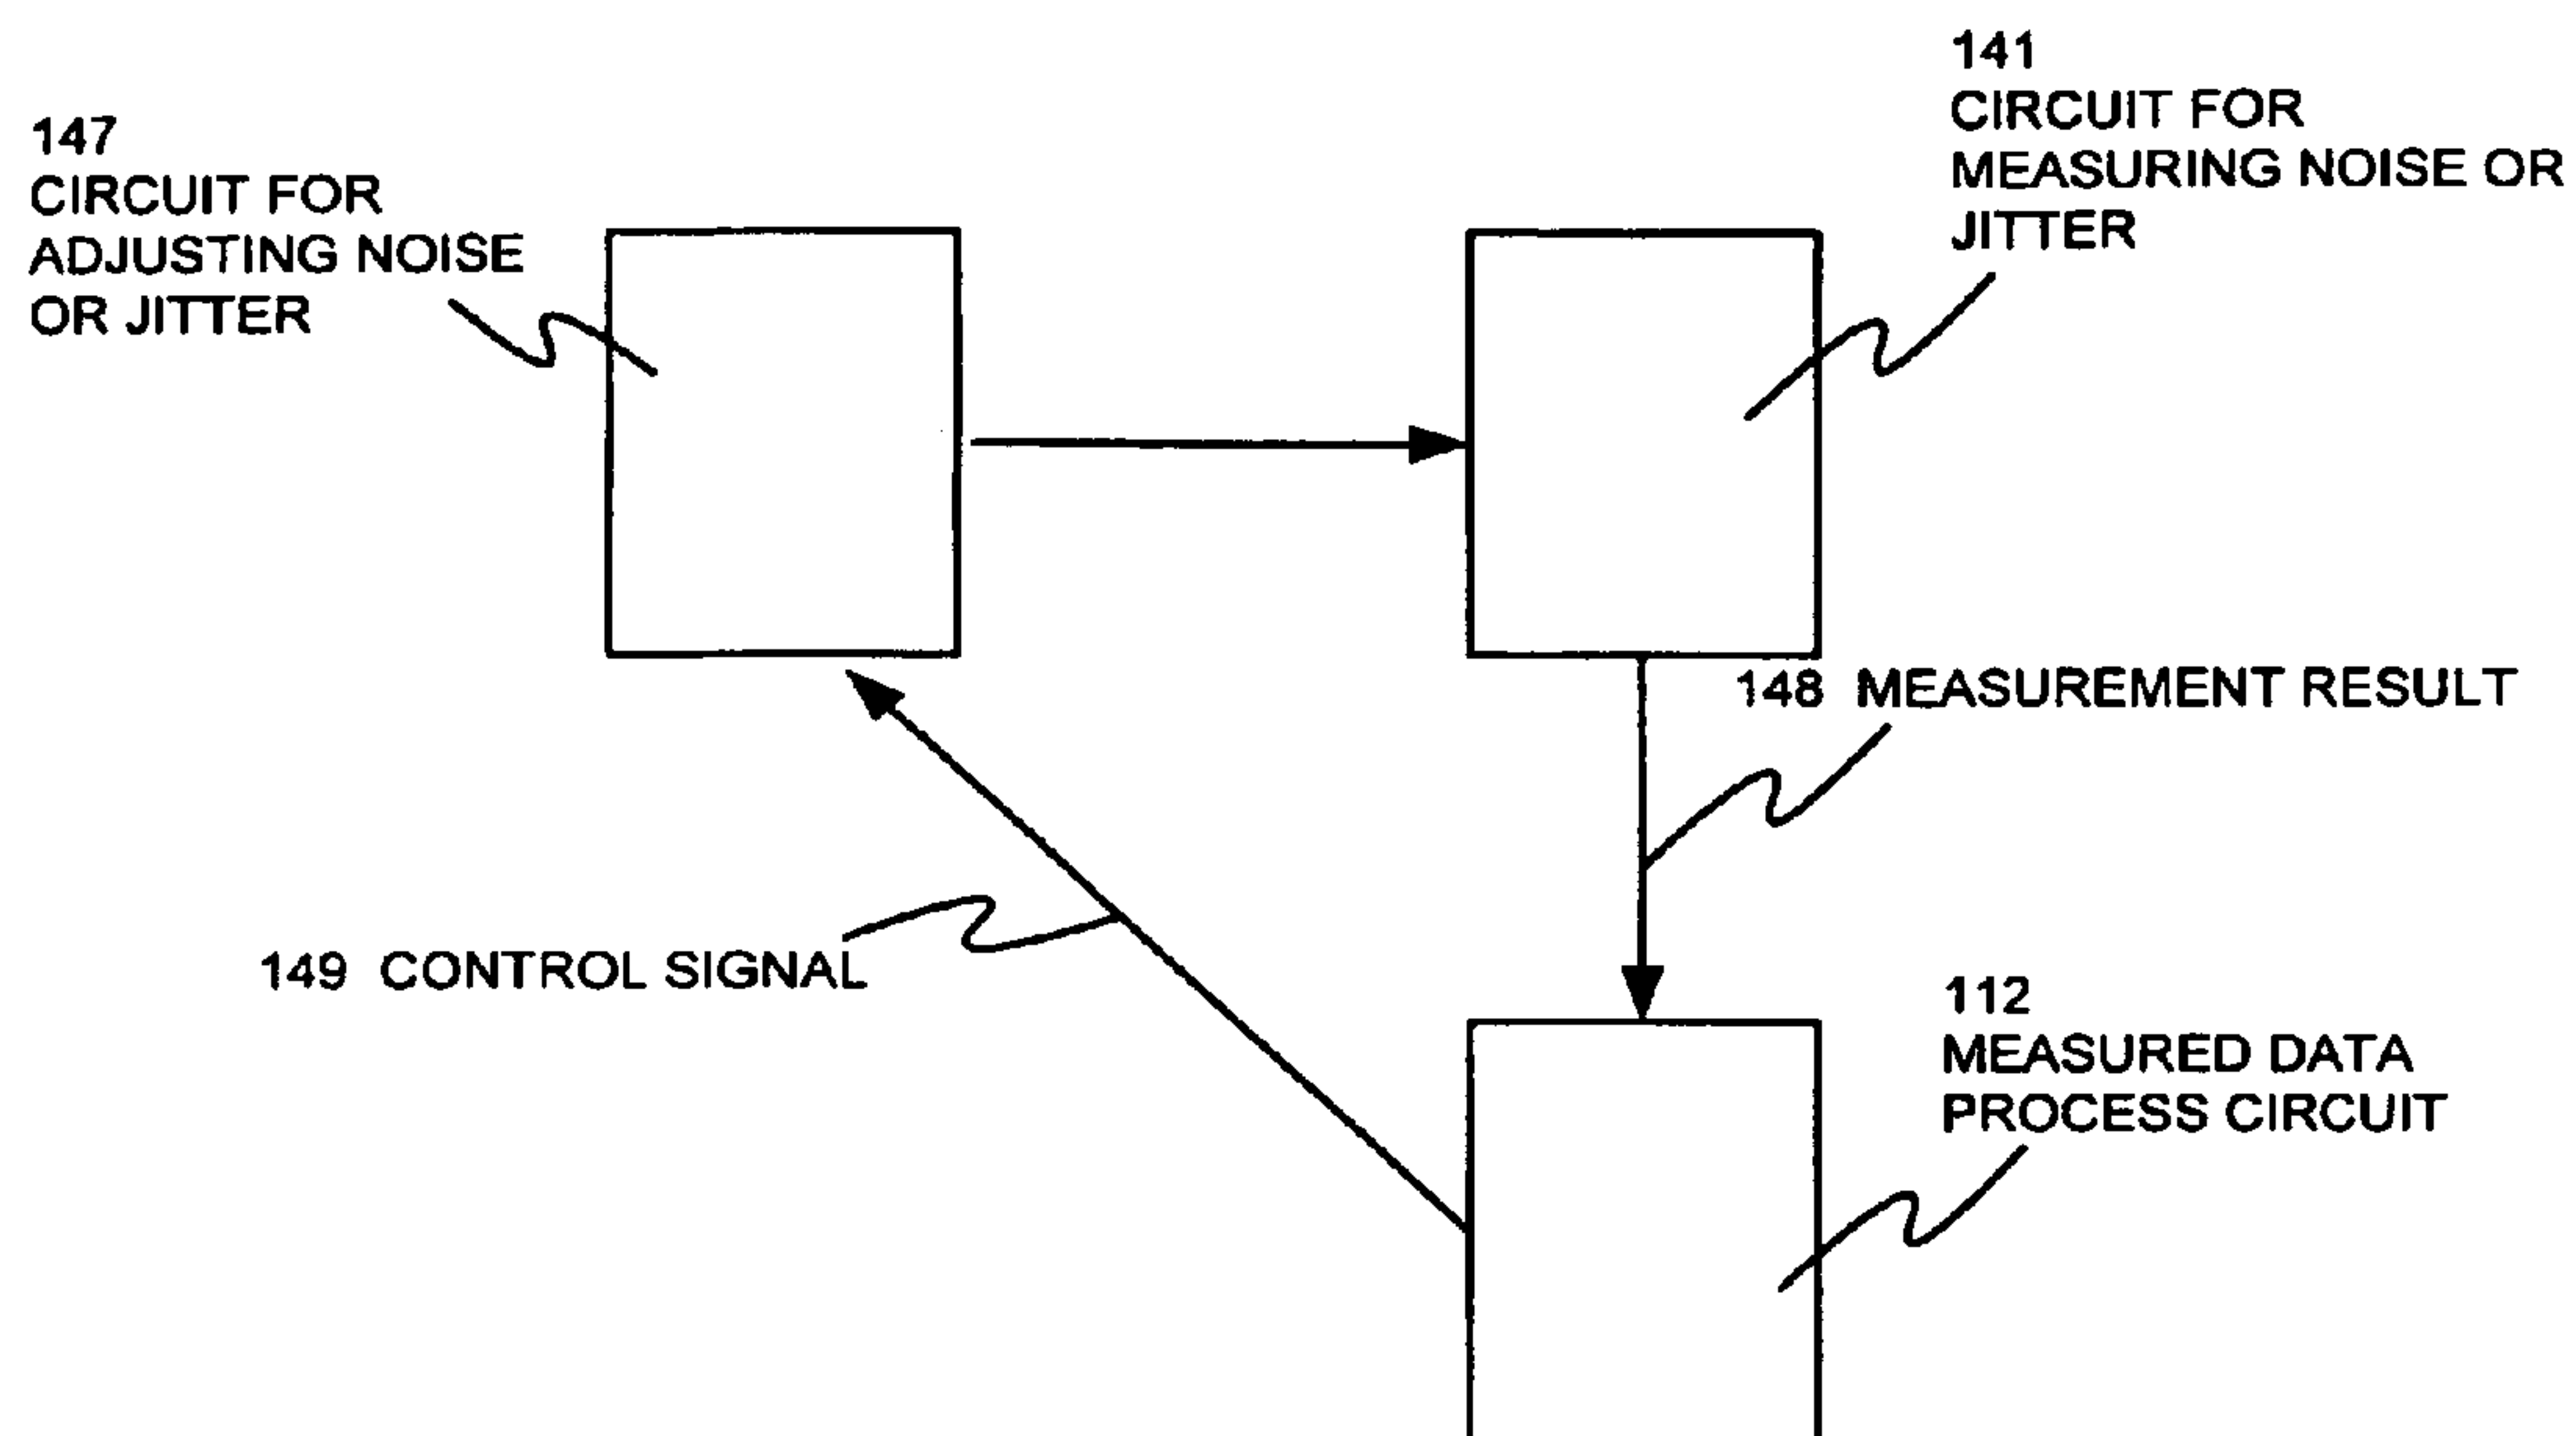 147
CIRCUIT FOR
ADJUSTING NOISE
OR JITTER
141
CIRCUIT FOR
MEASURING NOISE OR
JITTER
148 MEASUREMENT RESULT
149 CONTROL SIGNAL
112
MEASURED DATA
PROCESS CIRCUIT